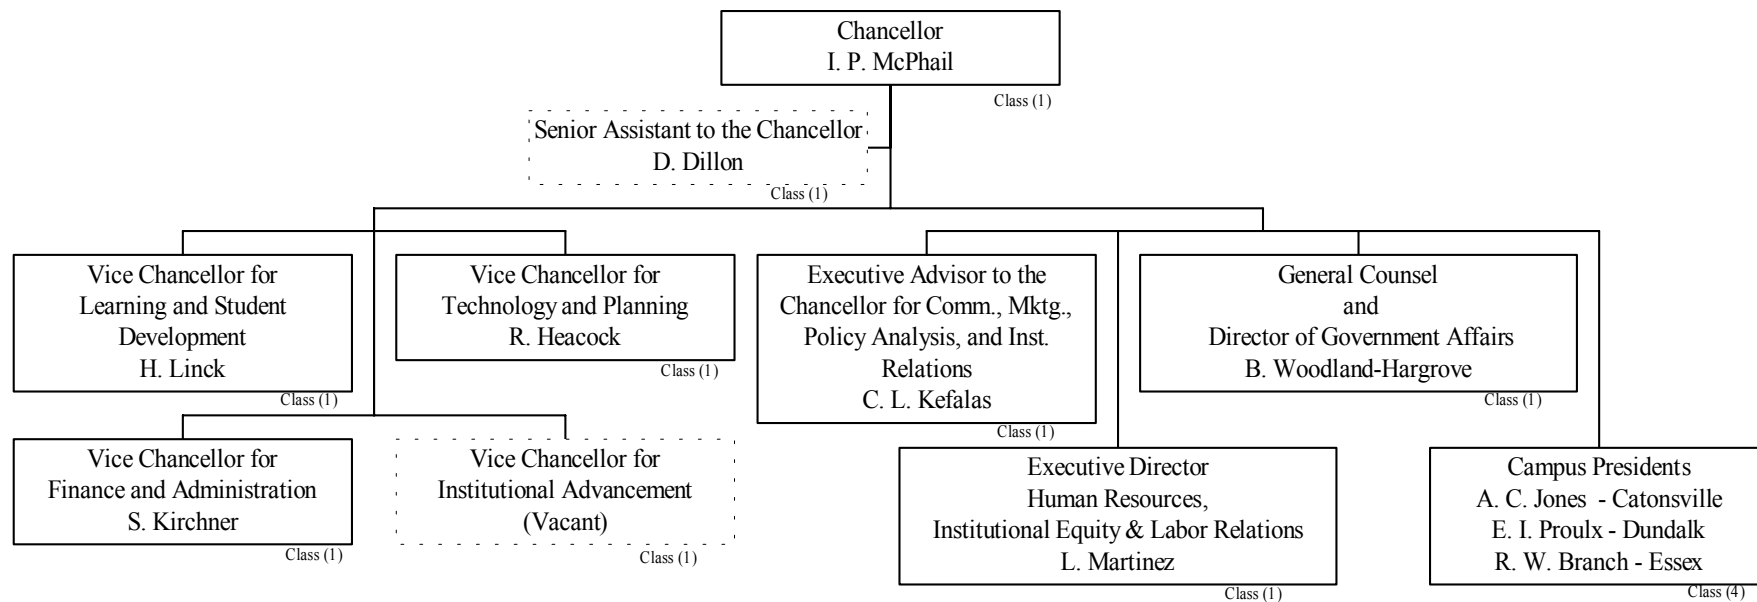 Chancellor
I. P. McPhail
Class (1)
Senior Assistant to the Chancellor
D. Dillon
Class (1)
Vice Chancellor for
Learning and Student
Development
H. Linck
Class (1)
Vice Chancellor for
Technology and Planning
R. Heacock
Class (1)
Executive Advisor to the
Chancellor for Comm., Mktg.,
Policy Analysis, and Inst.
Relations
C. L. Kefalas
Class (1)
General Counsel
and
Director of Government Affairs
B. Woodland-Hargrove
Class (1)
Vice Chancellor for
Finance and Administration
S. Kirchner
Class (1)
Vice Chancellor for
Institutional Advancement
(Vacant)
Class (1)
Executive Director
Human Resources,
Institutional Equity & Labor Relations
L. Martinez
Class (1)
Campus Presidents
A. C. Jones - Catonsville
E. I. Proulx - Dundalk
R. W. Branch - Essex
Class (4)